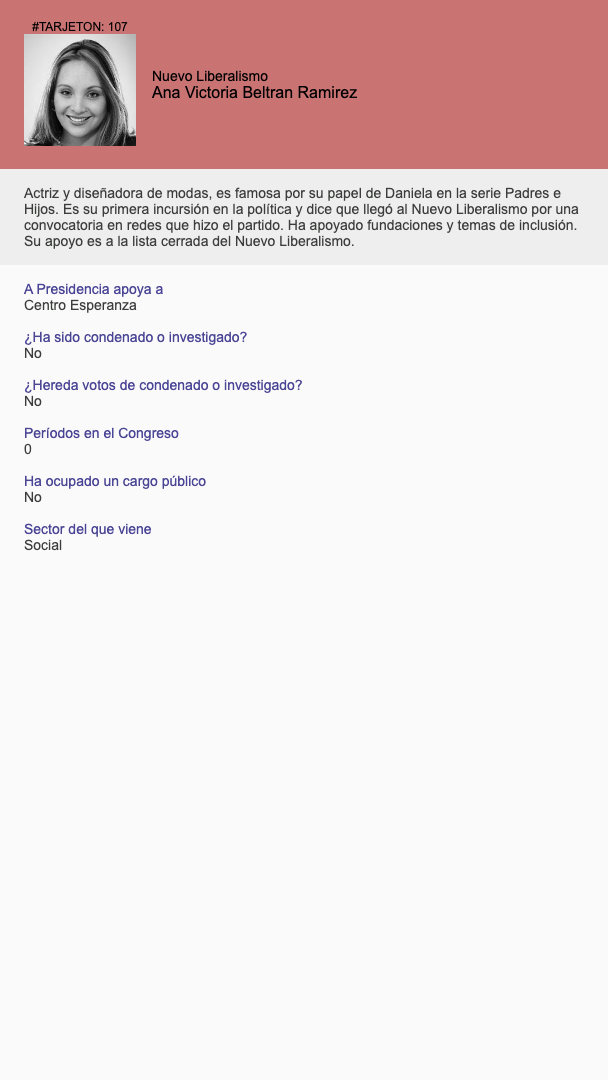 #TARJETON: 107
Nuevo Liberalismo
Ana Victoria Beltran Ramirez
Actriz y diseñadora de modas, es famosa por su papel de Daniela en la serie Padres e
Hijos. Es su primera incursión en la política y dice que llegó al Nuevo Liberalismo por una
convocatoria en redes que hizo el partido. Ha apoyado fundaciones y temas de inclusión.
Su apoyo es a la lista cerrada del Nuevo Liberalismo.
A Presidencia apoya a
Centro Esperanza
¿Ha sido condenado o investigado?
No
¿Hereda votos de condenado o investigado?
No
Períodos en el Congreso
0
Ha ocupado un cargo público
No
Sector del que viene
Social